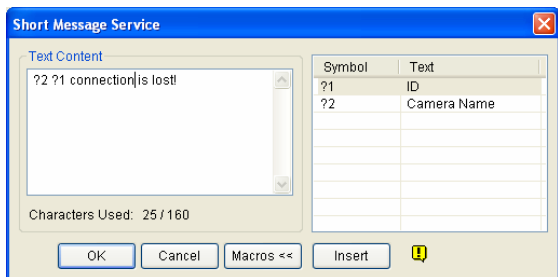 Short Message Service
Text Content
?2 ?1 connection is lost!
Characters Used: 25 / 160
Symbol Text
?1 ID
?2 Camera Name
OK Cancel Macros << Insert